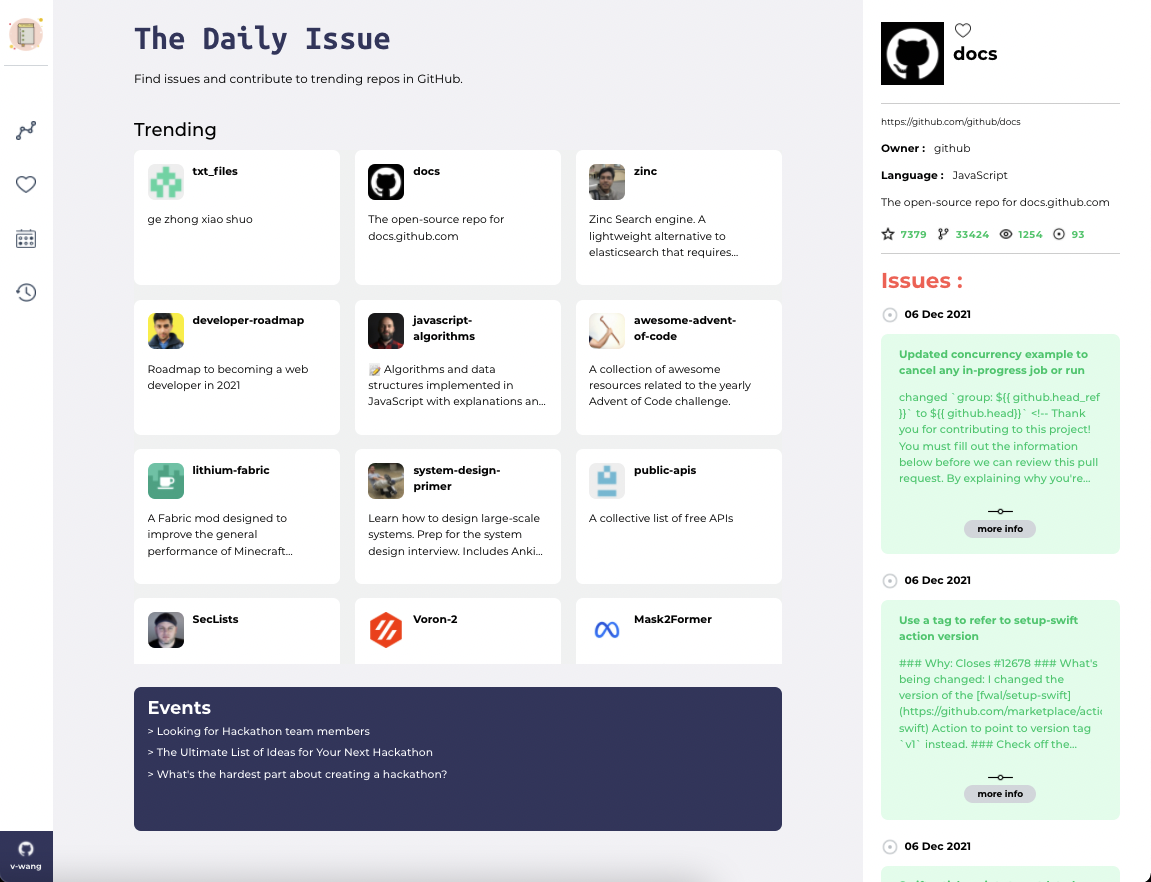 The Daily Issue
Find issues and contribute to trending repos in GitHub.
Trending
txt_files
ge zhong xiao shuo
docs
The open-source repo for
docs.github.com
zinc
Zinc Search engine. A
lightweight alternative to
elasticsearch that requires...
developer-roadmap
Roadmap to becoming a web
developer in 2021
javascript-
algorithms
📝 Algorithms and data
structures implemented in
JavaScript with explanations an...
awesome-advent-
of-code
A collection of awesome
resources related to the yearly
Advent of Code challenge.
lithium-fabric
A Fabric mod designed to
improve the general
performance of Minecraft...
system-design-
primer
Learn how to design large-scale
systems. Prep for the system
design interview. Includes Anki...
public-apis
A collective list of free APIs
SecLists
Voron-2
Mask2Former
Events
> Looking for Hackathon team members
> The Ultimate List of Ideas for Your Next Hackathon
> What's the hardest part about creating a hackathon?
v-wang
docs
https://github.com/github/docs
Owner : github
Language : JavaScript
The open-source repo for docs.github.com
7379 33424 1254 93
Issues :
06 Dec 2021
Updated concurrency example to
cancel any in-progress job or run
changed `group: ${{ github.head_ref
}}` to ${{ github.head}}` <!-- Thank
you for contributing to this project!
You must fill out the information
below before we can review this pull
request. By explaining why you're...
more info
06 Dec 2021
Use a tag to refer to setup-swift
action version
### Why: Closes #12678 ### What's
being changed: I changed the
version of the [fwal/setup-swift]
(https://github.com/marketplace/actic
swift) Action to point to version tag
`v1` instead. ### Check off the...
more info
06 Dec 2021